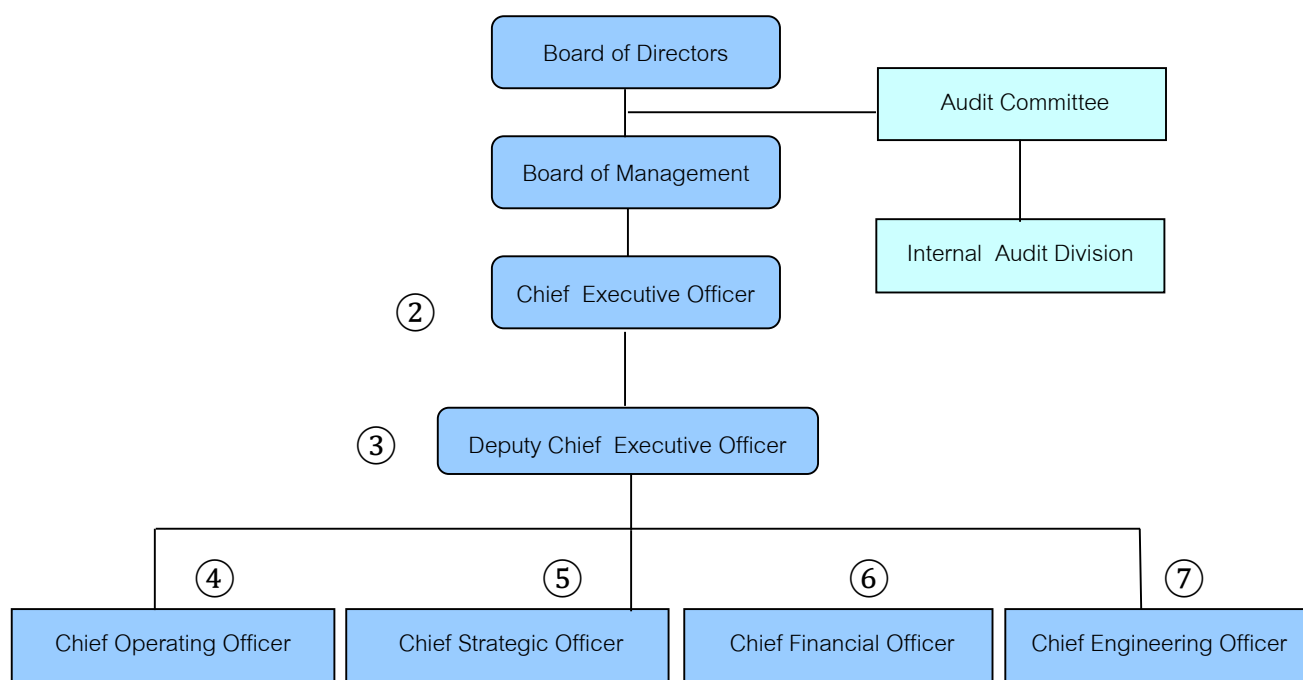 Board of Directors
Audit Committee
Board of Management
Internal  Audit Division
Chief  Executive Officer
②
③
Deputy Chief  Executive Officer
④
⑤
⑥
⑦
Chief Operating Officer
Chief Strategic Officer
Chief Financial Officer
Chief Engineering Officer